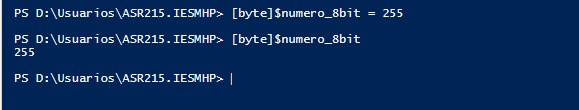 PS D:\Usuarios\ASR215.IESMHP> [byte]$numero_8bit = 255
PS D:\Usuarios\ASR215.IESMHP> [byte]$numero_8bit
255
PS D:\Usuarios\ASR215.IESMHP>